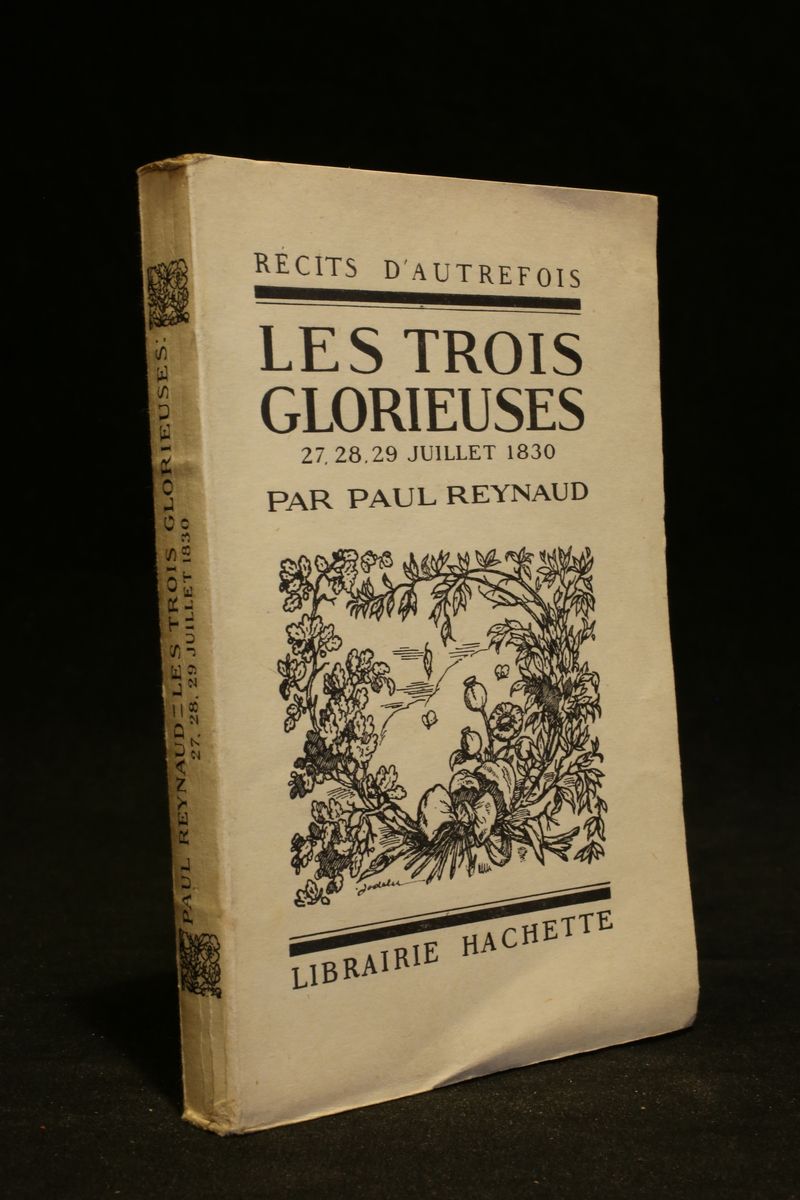 RÉCITS D'AUTREFOIS
LES TROIS
GLORIEUSES
27, 28, 29 JUILLET 1830
PAR PAUL REYNAUD
LIBRAIRIE HACHETTE
PAUL REYNAUD = LES TROIS GLORIEUSES:
27, 28, 29 JUILLET 1830